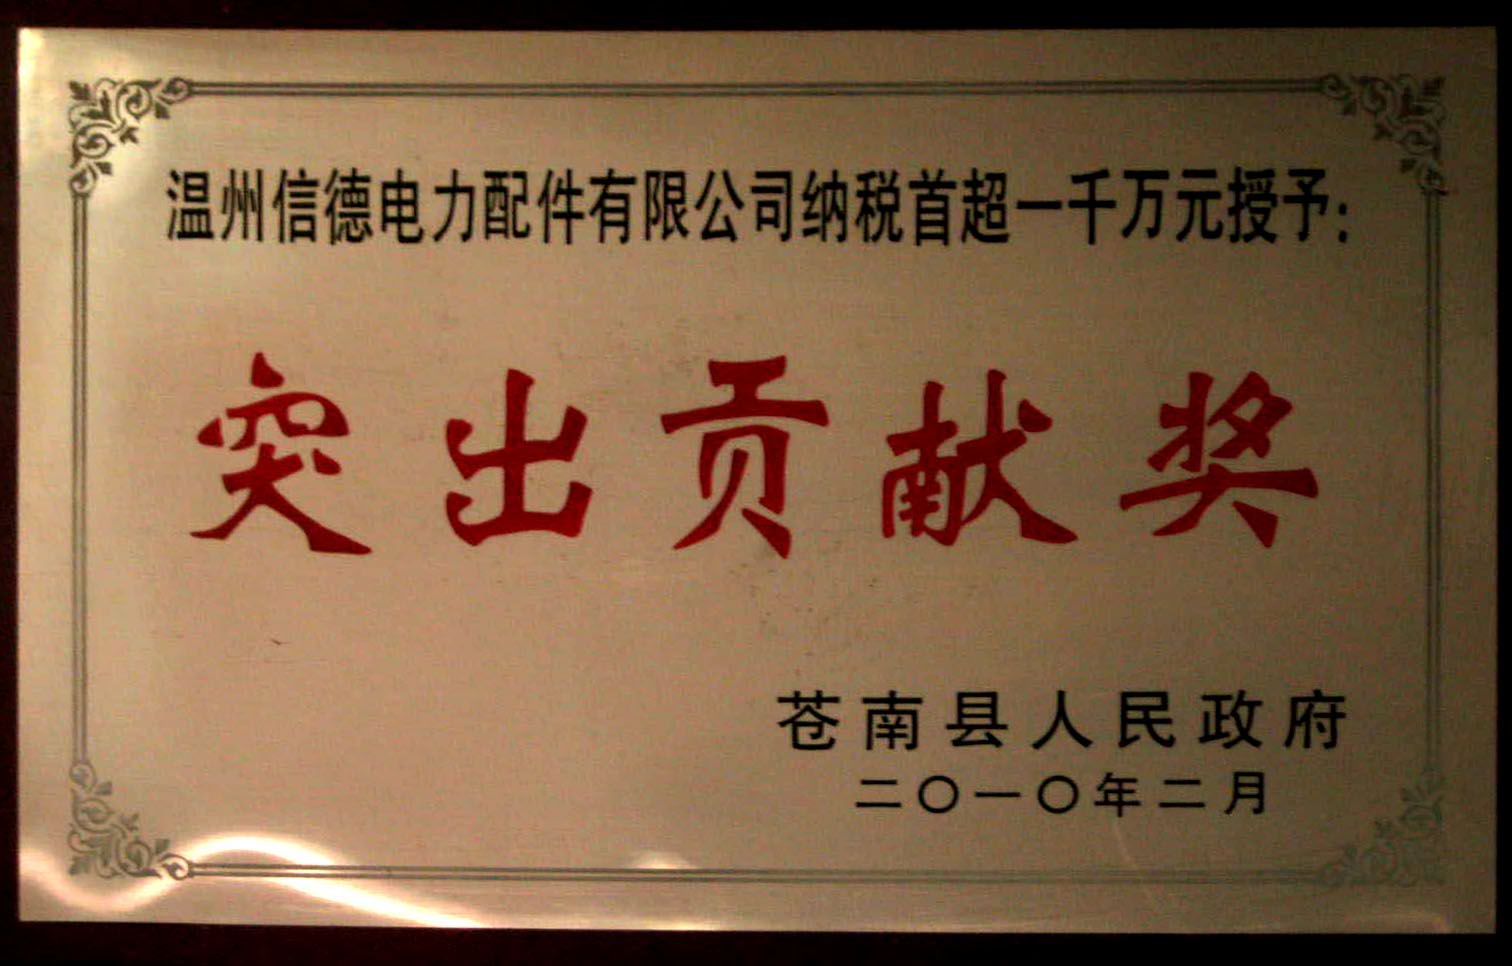 温州信德电力配件有限公司纳税首超一千万元授予:
突出贡献奖
苍南县人民政府
二〇一〇年二月